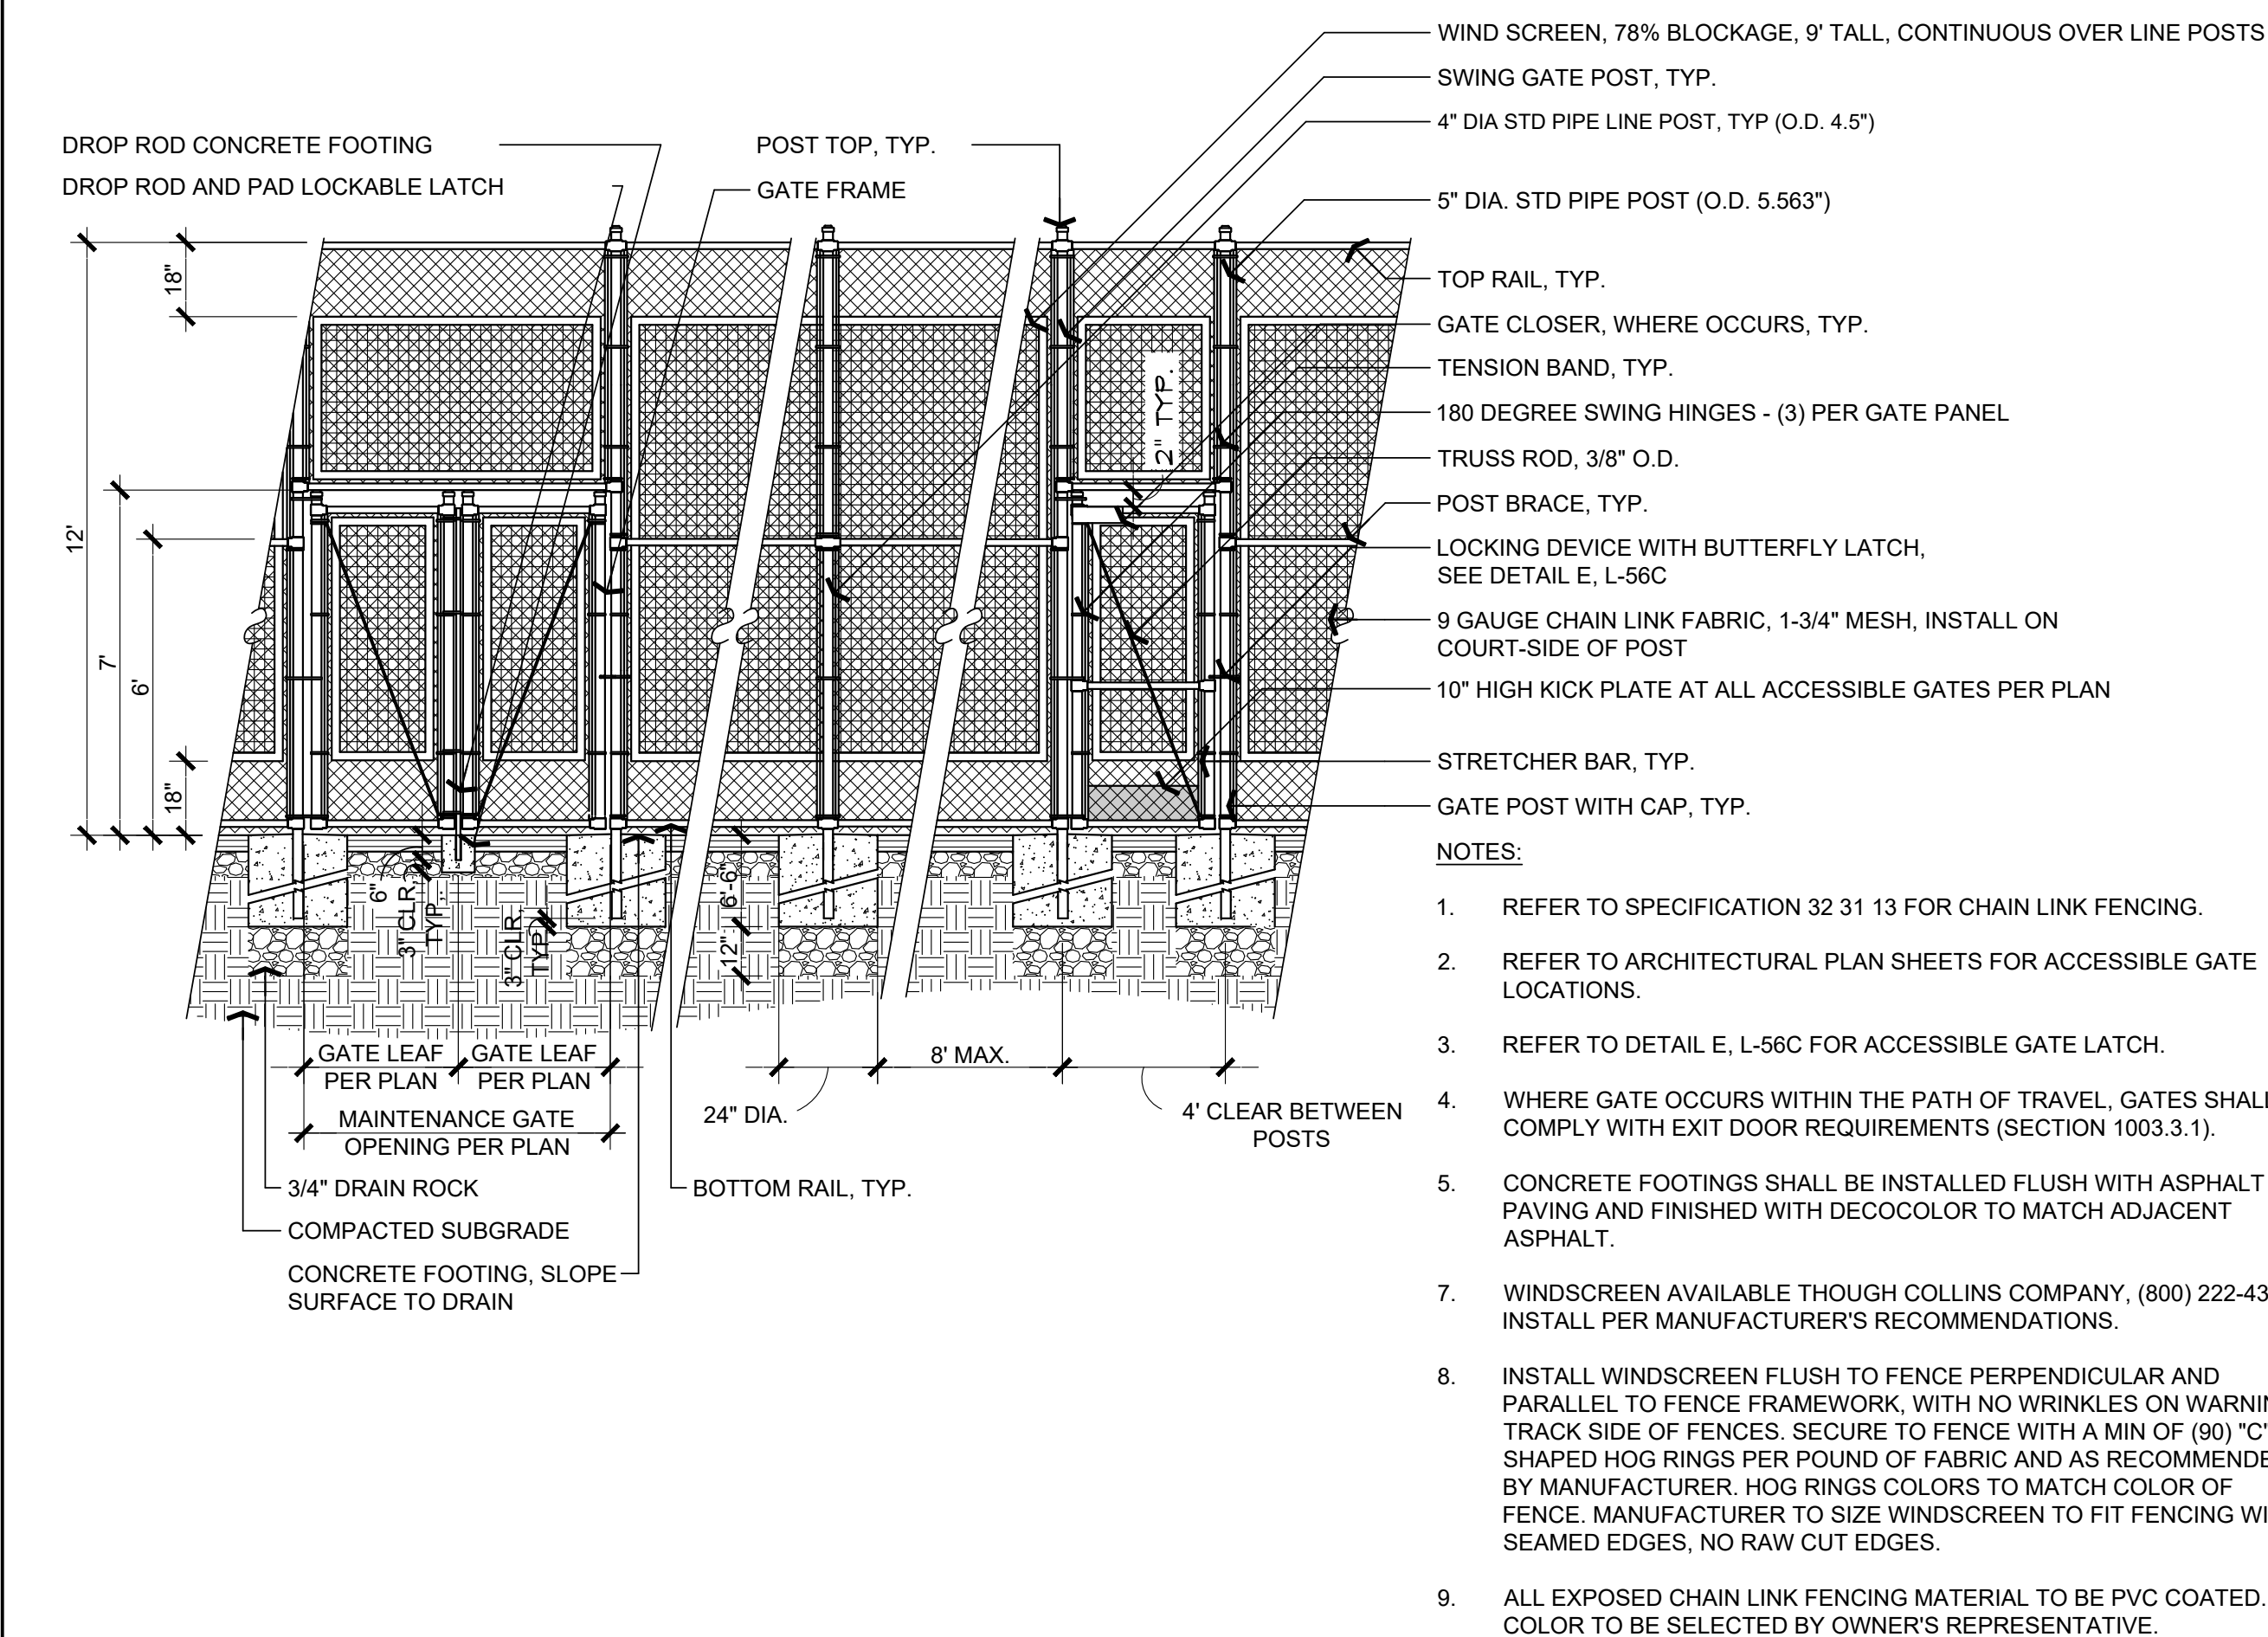 WIND SCREEN, 78% BLOCKAGE, 9' TALL, CONTINUOUS OVER LINE POSTS
SWING GATE POST, TYP.
4" DIA STD PIPE LINE POST, TYP (O.D. 4.5")
5" DIA. STD PIPE POST (O.D. 5.563")
TOP RAIL, TYP.
GATE CLOSER, WHERE OCCURS, TYP.
TENSION BAND, TYP.
180 DEGREE SWING HINGES - (3) PER GATE PANEL
TRUSS ROD, 3/8" O.D.
POST BRACE, TYP.
LOCKING DEVICE WITH BUTTERFLY LATCH,
SEE DETAIL E, L-56C
9 GAUGE CHAIN LINK FABRIC, 1-3/4" MESH, INSTALL ON
COURT-SIDE OF POST
10" HIGH KICK PLATE AT ALL ACCESSIBLE GATES PER PLAN
STRETCHER BAR, TYP.
GATE POST WITH CAP, TYP.
DROP ROD CONCRETE FOOTING
DROP ROD AND PAD LOCKABLE LATCH
POST TOP, TYP.
GATE FRAME
18"
12'
7'
6'
18"
2" TYP.
6"
3" CLR,
TYP.
3" CLR,
TYP.
6'-6"
12"
GATE LEAF
PER PLAN
GATE LEAF
PER PLAN
MAINTENANCE GATE
OPENING PER PLAN
8' MAX.
24" DIA.
4' CLEAR BETWEEN
POSTS
3/4" DRAIN ROCK
COMPACTED SUBGRADE
CONCRETE FOOTING, SLOPE
SURFACE TO DRAIN
BOTTOM RAIL, TYP.
NOTES:
1. REFER TO SPECIFICATION 32 31 13 FOR CHAIN LINK FENCING.
2. REFER TO ARCHITECTURAL PLAN SHEETS FOR ACCESSIBLE GATE
LOCATIONS.
3. REFER TO DETAIL E, L-56C FOR ACCESSIBLE GATE LATCH.
4. WHERE GATE OCCURS WITHIN THE PATH OF TRAVEL, GATES SHALL
COMPLY WITH EXIT DOOR REQUIREMENTS (SECTION 1003.3.1).
5. CONCRETE FOOTINGS SHALL BE INSTALLED FLUSH WITH ASPHALT
PAVING AND FINISHED WITH DECOCOLOR TO MATCH ADJACENT
ASPHALT.
7. WINDSCREEN AVAILABLE THOUGH COLLINS COMPANY, (800) 222-43
INSTALL PER MANUFACTURER'S RECOMMENDATIONS.
8. INSTALL WINDSCREEN FLUSH TO FENCE PERPENDICULAR AND
PARALLEL TO FENCE FRAMEWORK, WITH NO WRINKLES ON WARNIN
TRACK SIDE OF FENCES. SECURE TO FENCE WITH A MIN OF (90) "C"
SHAPED HOG RINGS PER POUND OF FABRIC AND AS RECOMMENDE
BY MANUFACTURER. HOG RINGS COLORS TO MATCH COLOR OF
FENCE. MANUFACTURER TO SIZE WINDSCREEN TO FIT FENCING WI
SEAMED EDGES, NO RAW CUT EDGES.
9. ALL EXPOSED CHAIN LINK FENCING MATERIAL TO BE PVC COATED.
COLOR TO BE SELECTED BY OWNER'S REPRESENTATIVE.